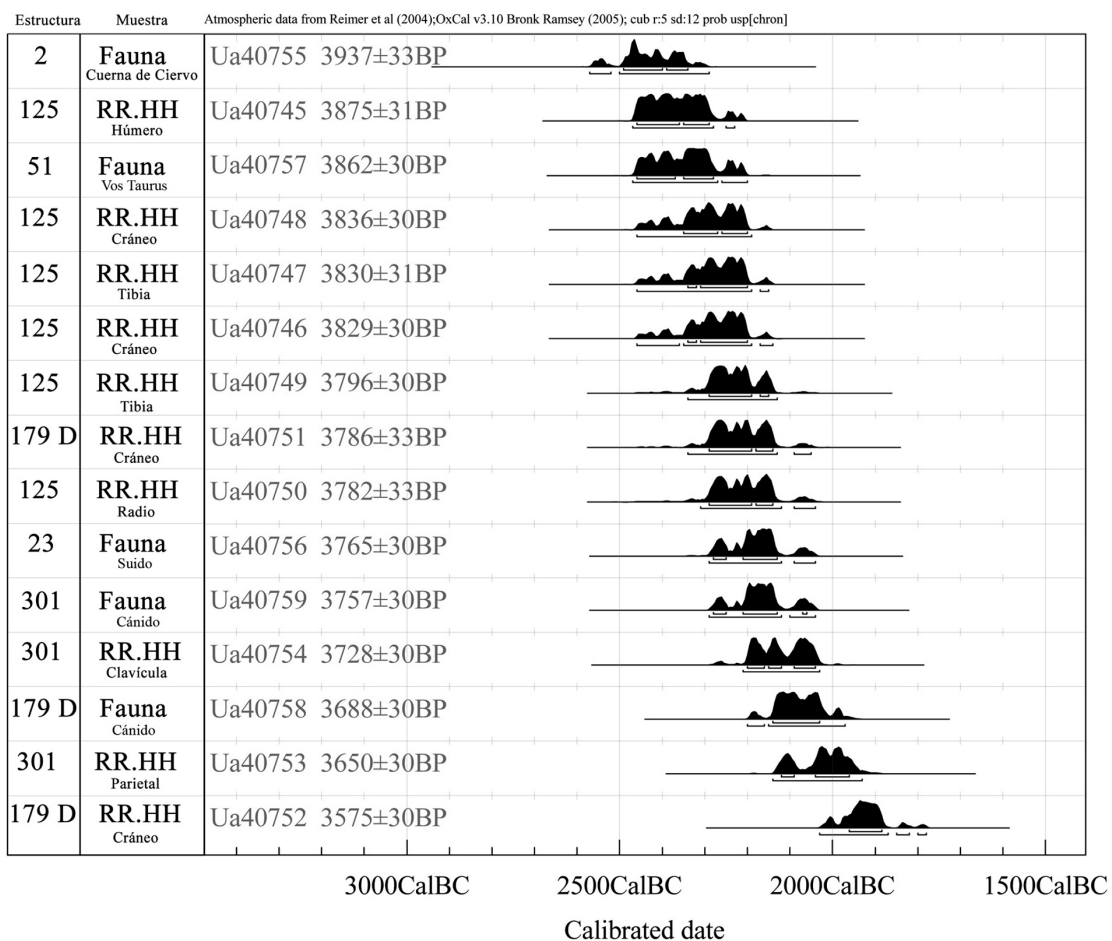 Estructura Muestra Atmospheric data from Reimer et al (2004);OxCal v3.10 Bronk Ramsey (2005); cub r:5 sd:12 prob usp[chron]
2 Fauna Ua40755 3937±33BP
Cuerna de Ciervo
125 RR.HH Ua40745 3875±31BP
Húmero
51 Fauna Ua40757 3862±30BP
Vos Taurus
125 RR.HH Ua40748 3836±30BP
Cráneo
125 RR.HH Ua40747 3830±31BP
Tibia
125 RR.HH Ua40746 3829±30BP
Cráneo
125 RR.HH Ua40749 3796±30BP
Tibia
179 D RR.HH Ua40751 3786±33BP
Cráneo
125 RR.HH Ua40750 3782±33BP
Radio
23 Fauna Ua40756 3765±30BP
Suido
301 Fauna Ua40759 3757±30BP
Cánido
301 RR.HH Ua40754 3728±30BP
Clavícula
179 D Fauna Ua40758 3688±30BP
Cánido
301 RR.HH Ua40753 3650±30BP
Parietal
179 D RR.HH Ua40752 3575±30BP
Cráneo
3000CalBC 2500CalBC 2000CalBC 1500CalBC
Calibrated date